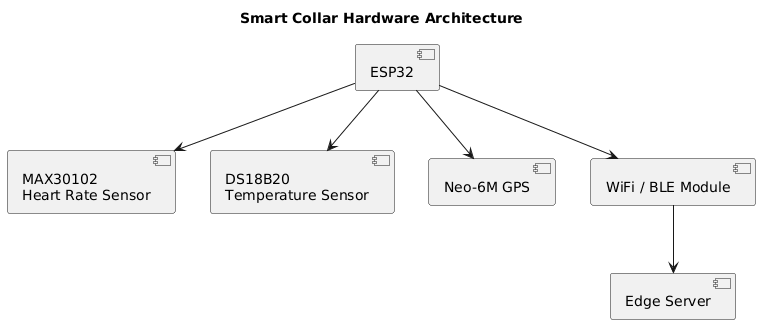 Smart Collar Hardware Architecture
ESP32
MAX30102
Heart Rate Sensor
DS18B20
Temperature Sensor
Neo-6M GPS
WiFi / BLE Module
Edge Server